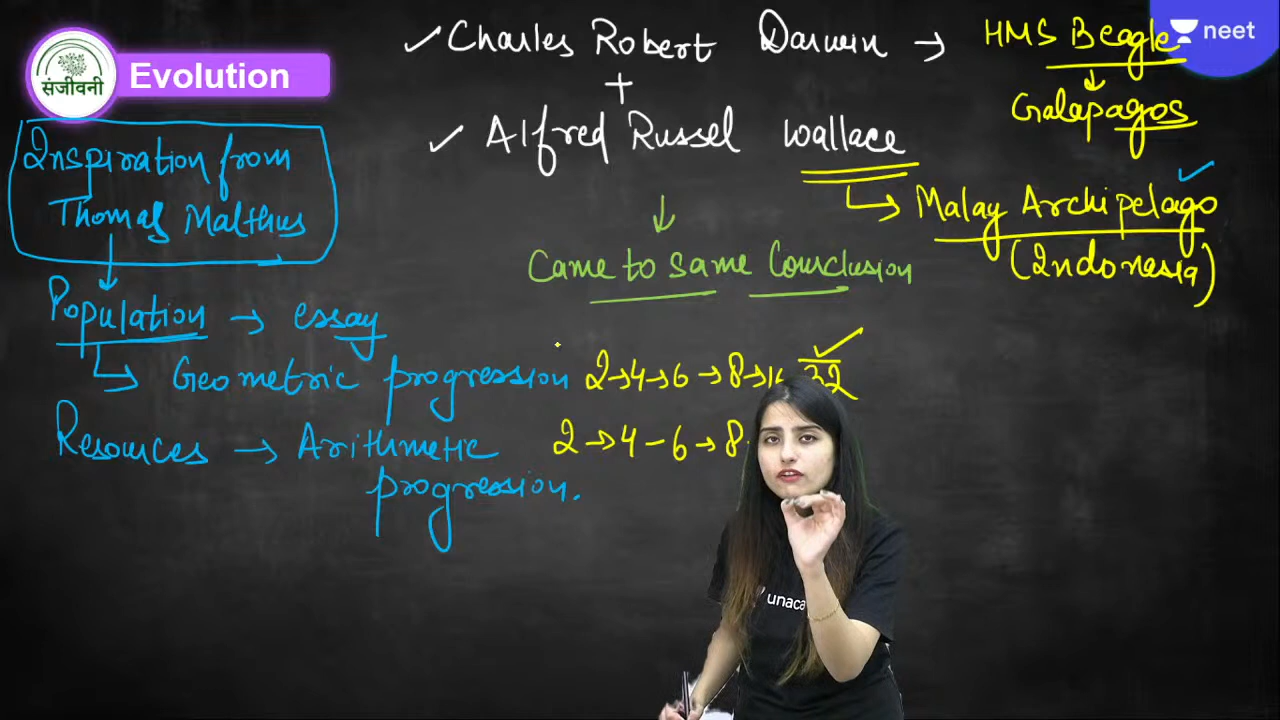 संजीवनी
Evolution
neet
Charles Robert Darwin → HMS Beagle
↓
Galapagos
+
Alfred Russel Wallace
↳ Malay Archipelago
(Indonesia)
↓
Came to same Conclusion
Inspiration from
Thomas Malthus
↓
Population → essay
↳ Geometric progression 2→4→6→8→16 32
Resources → Arithmetic 2→4-6→8
progression.
unaca